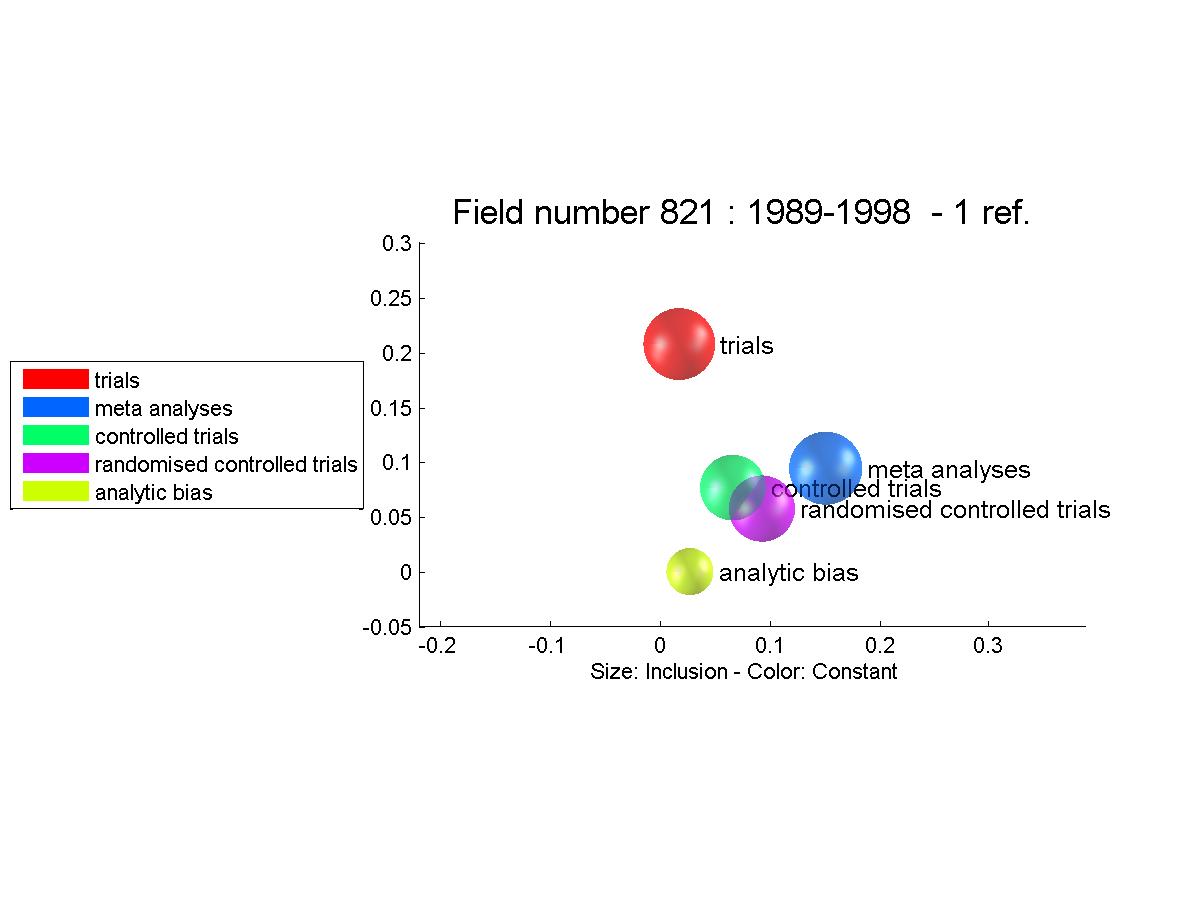 Field number 821 : 1989-1998  - 1 ref.
trials
meta analyses
controlled trials
randomised controlled trials
analytic bias
0.3
0.25
0.2
0.15
0.1
0.05
0
-0.05
trials
meta analyses
controlled trials
randomised controlled trials
analytic bias
-0.2 -0.1 0 0.1 0.2 0.3
Size: Inclusion - Color: Constant